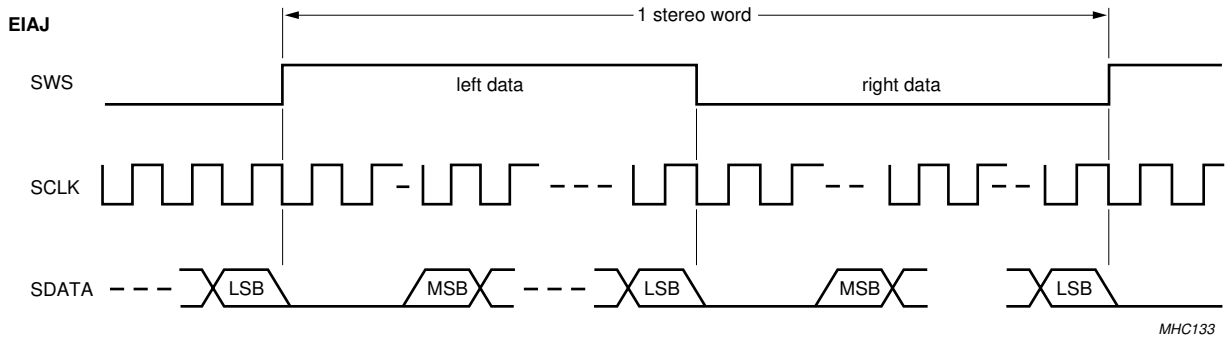 EIAJ
1 stereo word
SWS
left data
right data
SCLK
SDATA
LSB
MSB
LSB
MSB
LSB
MHC133